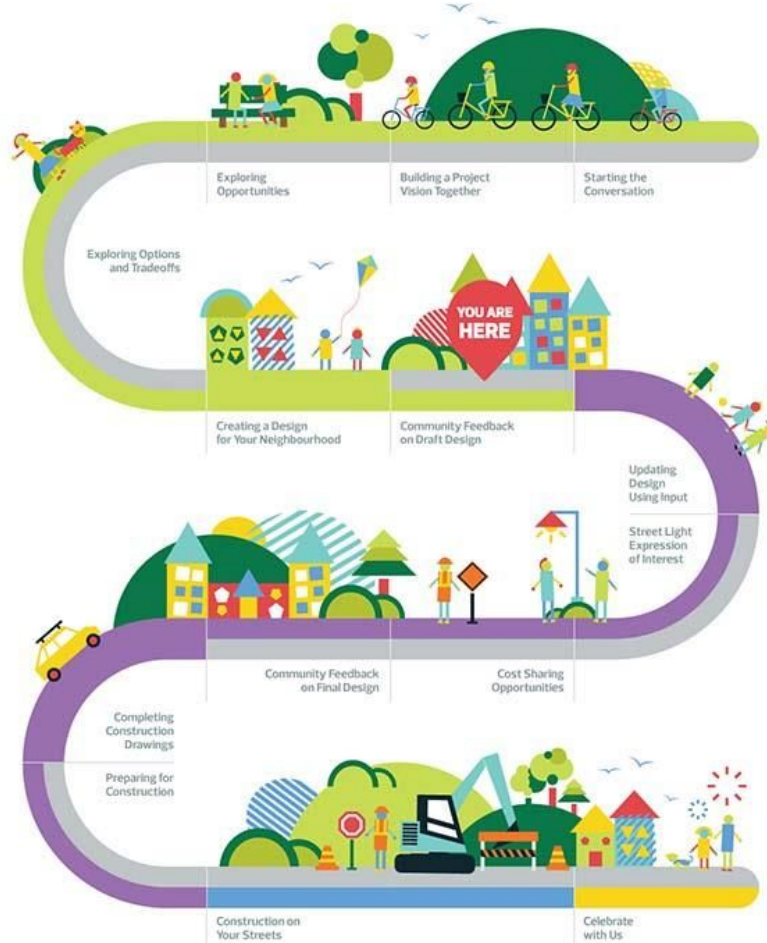 Exploring
Opportunities
Building a Project
Vision Together
Starting the
Conversation
Exploring Options
and Tradeoffs
YOU ARE
HERE
Creating a Design
for Your Neighbourhood
Community Feedback
on Draft Design
Updating
Design
Using Input
Street Light
Expression
of Interest
Community Feedback
on Final Design
Cost Sharing
Opportunities
Completing
Construction
Drawings
Preparing for
Construction
Construction on
Your Streets
Celebrate
with Us